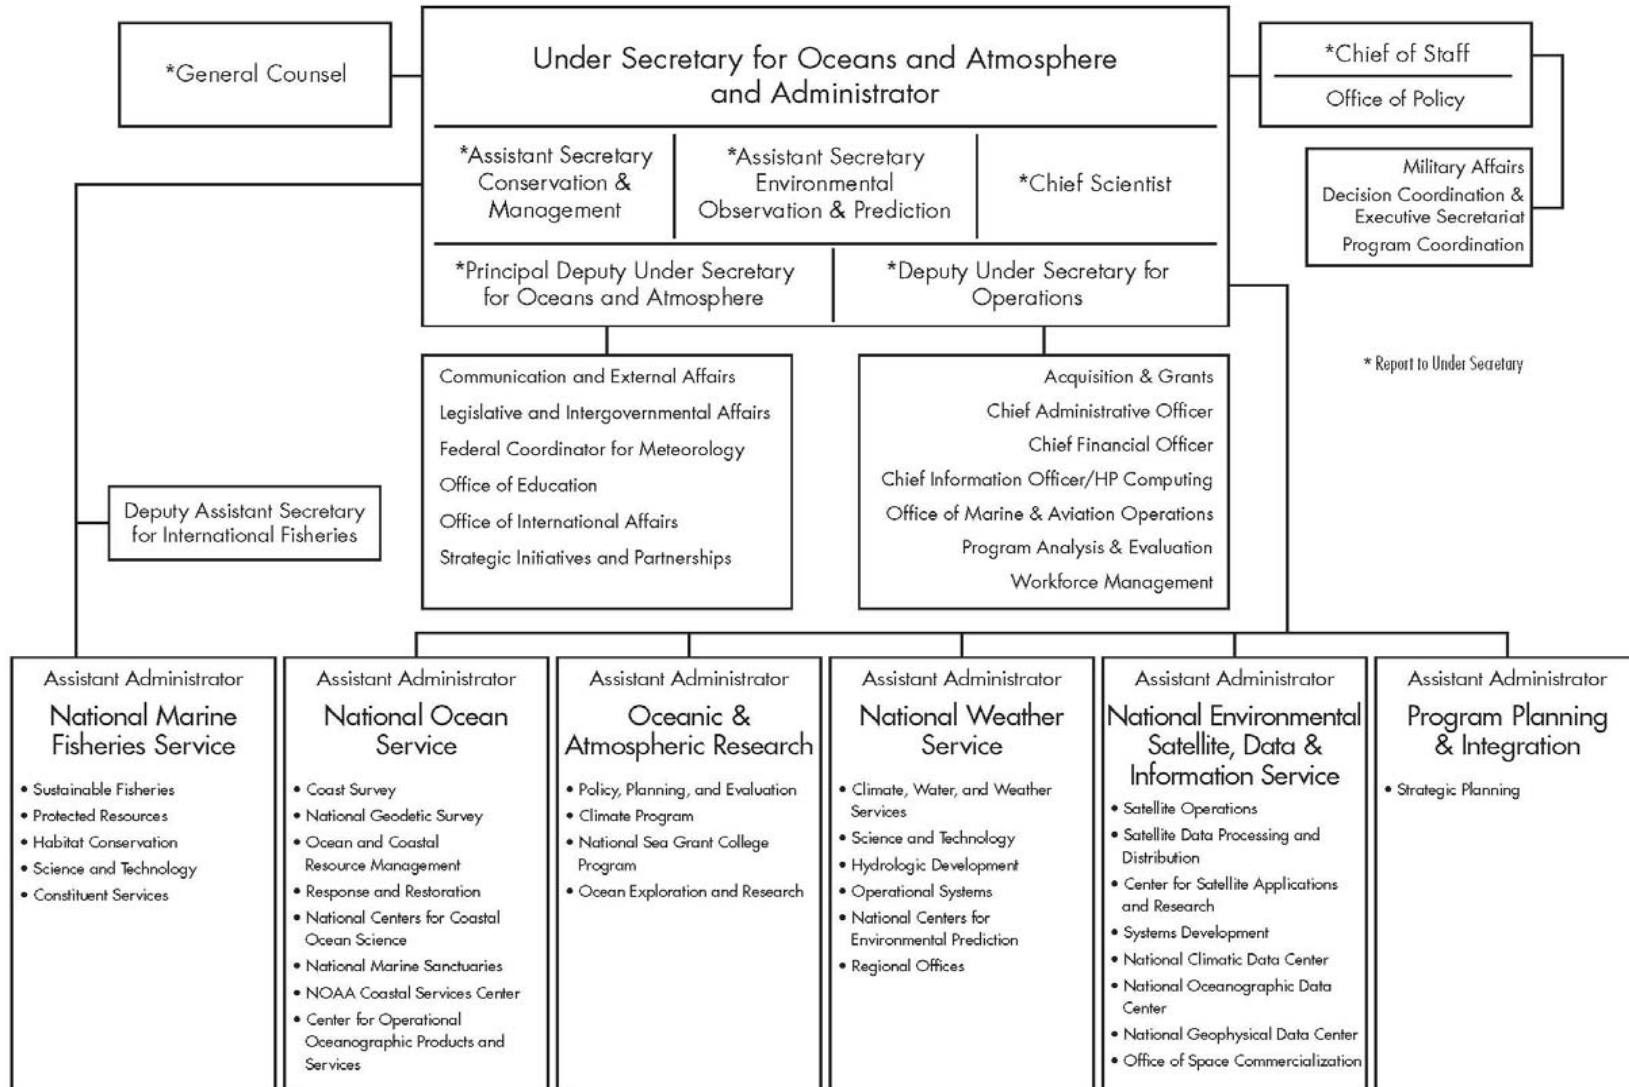 *General Counsel
Under Secretary for Oceans and Atmosphere
and Administrator
*Chief of Staff
Office of Policy
*Assistant Secretary
Conservation &
Management
*Assistant Secretary
Environmental
Observation & Prediction
*Chief Scientist
Military Affairs
Decision Coordination &
Executive Secretariat
Program Coordination
*Principal Deputy Under Secretary
for Oceans and Atmosphere
*Deputy Under Secretary for
Operations
* Report to Under Secretary
Communication and External Affairs
Legislative and Intergovernmental Affairs
Federal Coordinator for Meteorology
Office of Education
Office of International Affairs
Strategic Initiatives and Partnerships
Acquisition & Grants
Chief Administrative Officer
Chief Financial Officer
Chief Information Officer/HP Computing
Office of Marine & Aviation Operations
Program Analysis & Evaluation
Workforce Management
Deputy Assistant Secretary
for International Fisheries
Assistant Administrator
National Marine
Fisheries Service
• Sustainable Fisheries
• Protected Resources
• Habitat Conservation
• Science and Technology
• Constituent Services
Assistant Administrator
National Ocean
Service
• Coast Survey
• National Geodetic Survey
• Ocean and Coastal
Resource Management
• Response and Restoration
• National Centers for Coastal
Ocean Science
• National Marine Sanctuaries
• NOAA Coastal Services Center
• Center for Operational
Oceanographic Products and
Services
Assistant Administrator
Oceanic &
Atmospheric Research
• Policy, Planning, and Evaluation
• Climate Program
• National Sea Grant College
Program
• Ocean Exploration and Research
Assistant Administrator
National Weather
Service
• Climate, Water, and Weather
Services
• Science and Technology
• Hydrologic Development
• Operational Systems
• National Centers for
Environmental Prediction
• Regional Offices
Assistant Administrator
National Environmental
Satellite, Data &
Information Service
• Satellite Operations
• Satellite Data Processing and
Distribution
• Center for Satellite Applications
and Research
• Systems Development
• National Climatic Data Center
• National Oceanographic Data
Center
• National Geophysical Data Center
• Office of Space Commercialization
Assistant Administrator
Program Planning
& Integration
• Strategic Planning